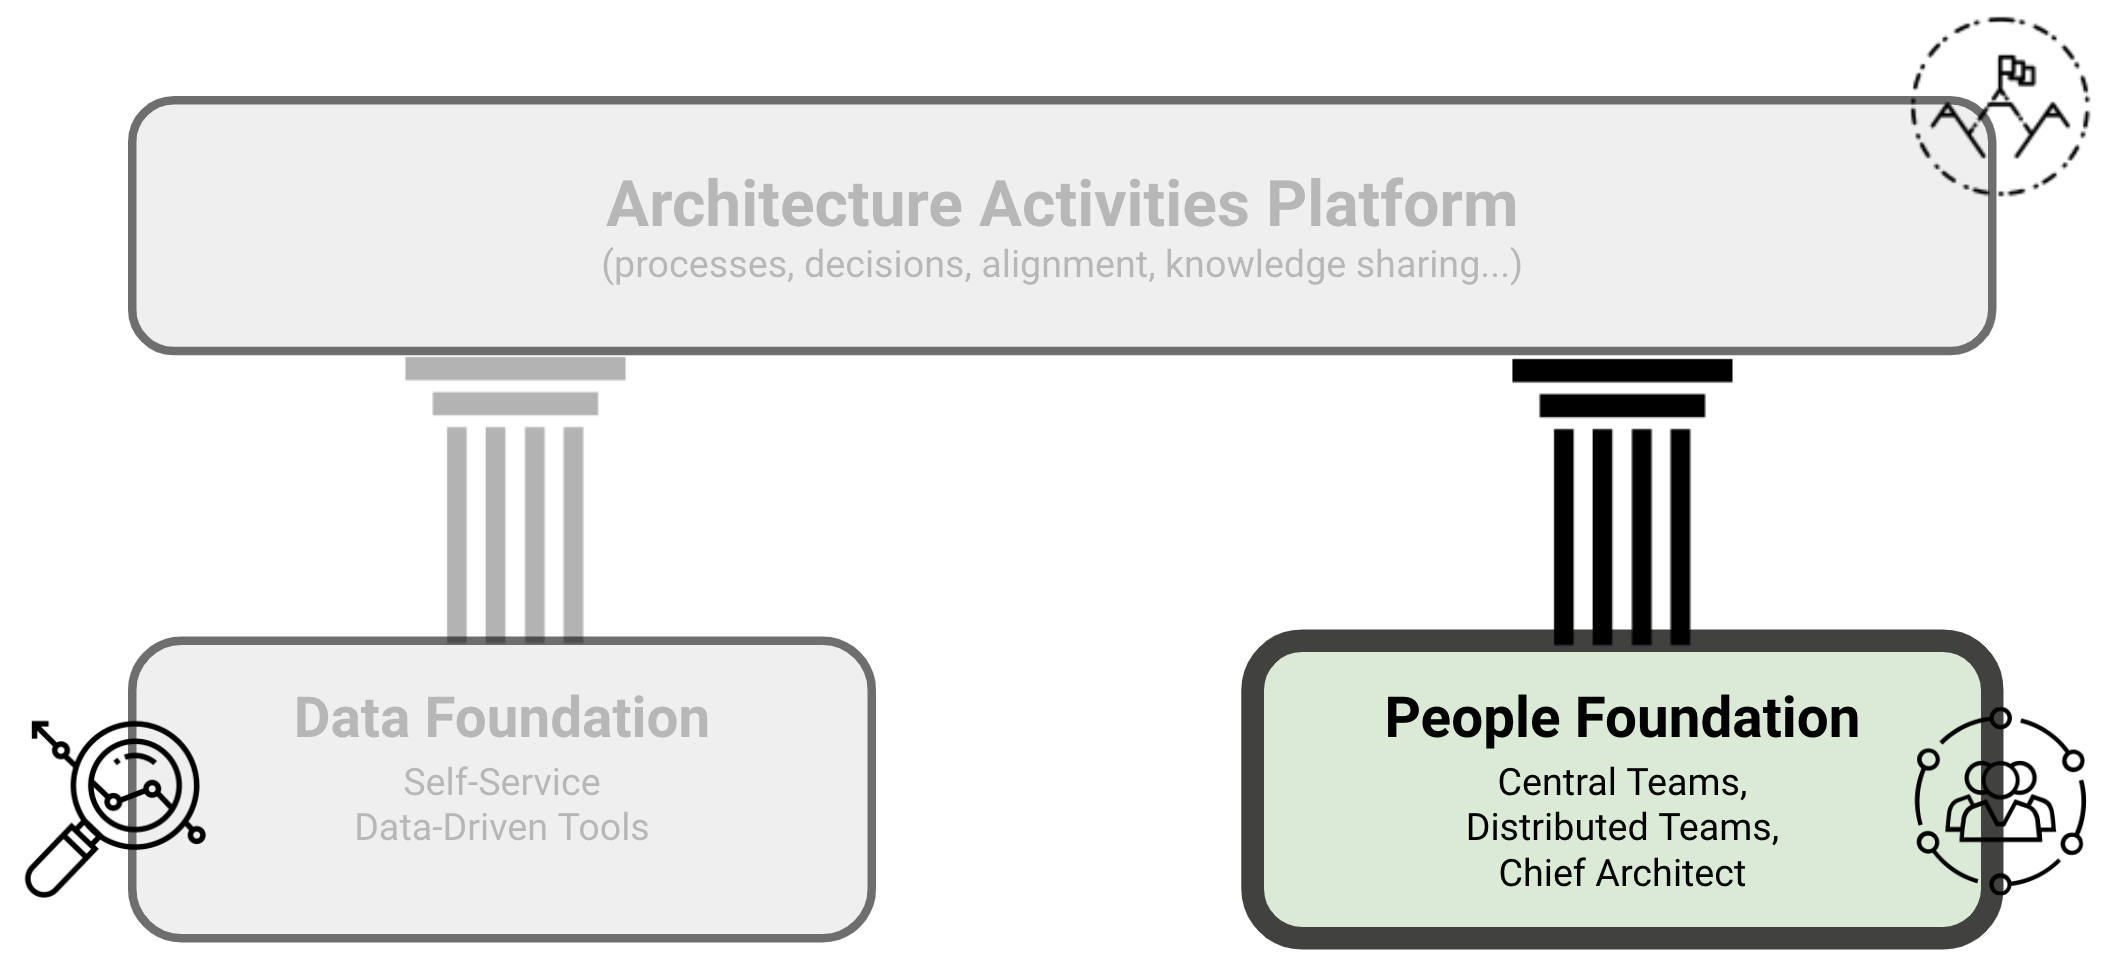 Architecture Activities Platform
(processes, decisions, alignment, knowledge sharing...)
Data Foundation
Self-Service
Data-Driven Tools
People Foundation
Central Teams,
Distributed Teams,
Chief Architect